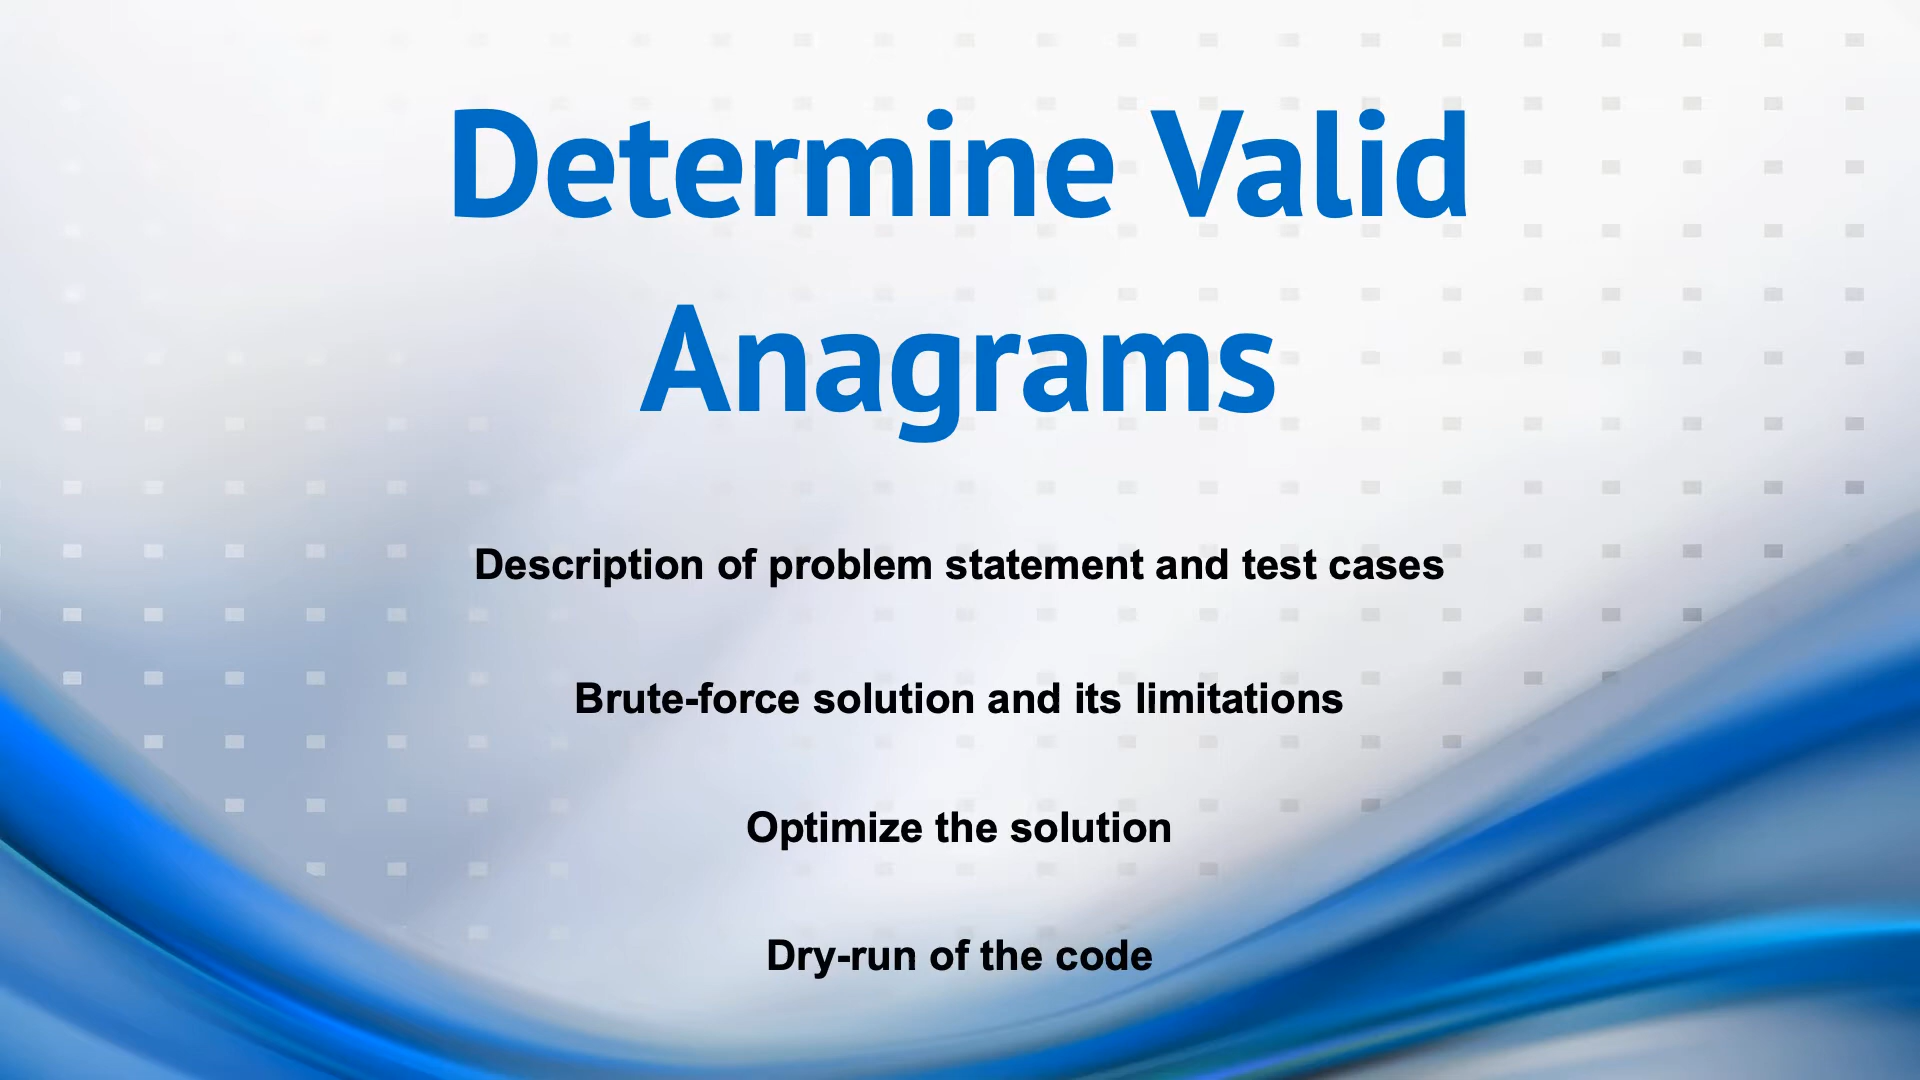 Determine Valid
Anagrams
Description of problem statement and test cases
Brute-force solution and its limitations
Optimize the solution
Dry-run of the code